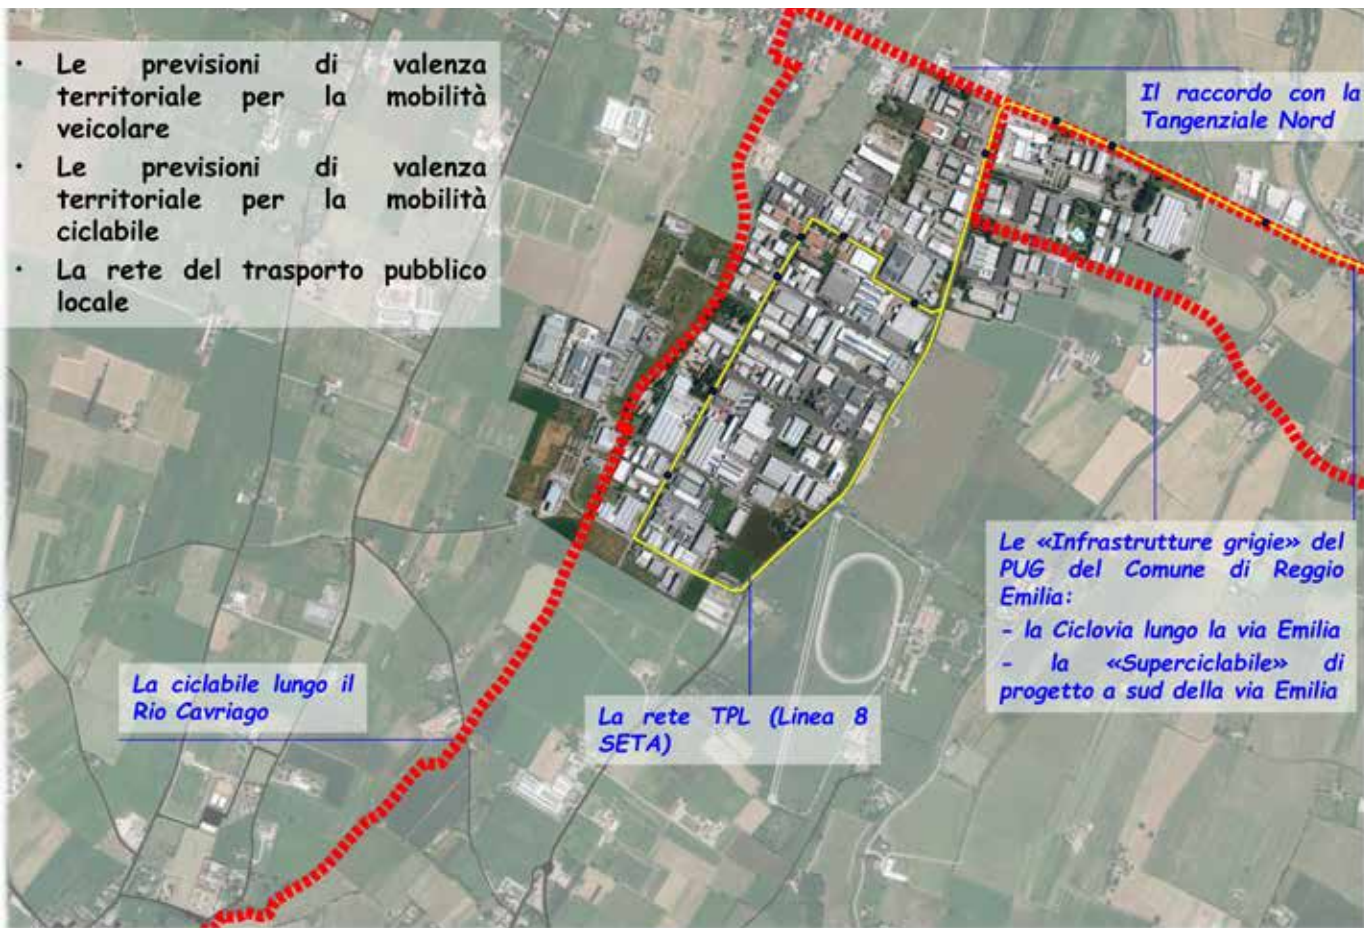 · Le previsioni di valenza
territoriale per la mobilità
veicolare
· Le previsioni di valenza
territoriale per la mobilità
ciclabile
· La rete del trasporto pubblico
locale
Il raccordo con la
Tangenziale Nord
Le «Infrastrutture grigie» del
PUG del Comune di Reggio
Emilia:
- la Ciclovia lungo la via Emilia
- la «Superciclabile» di
progetto a sud della via Emilia
La ciclabile lungo il
Rio Cavriago
La rete TPL (Linea 8
SETA)